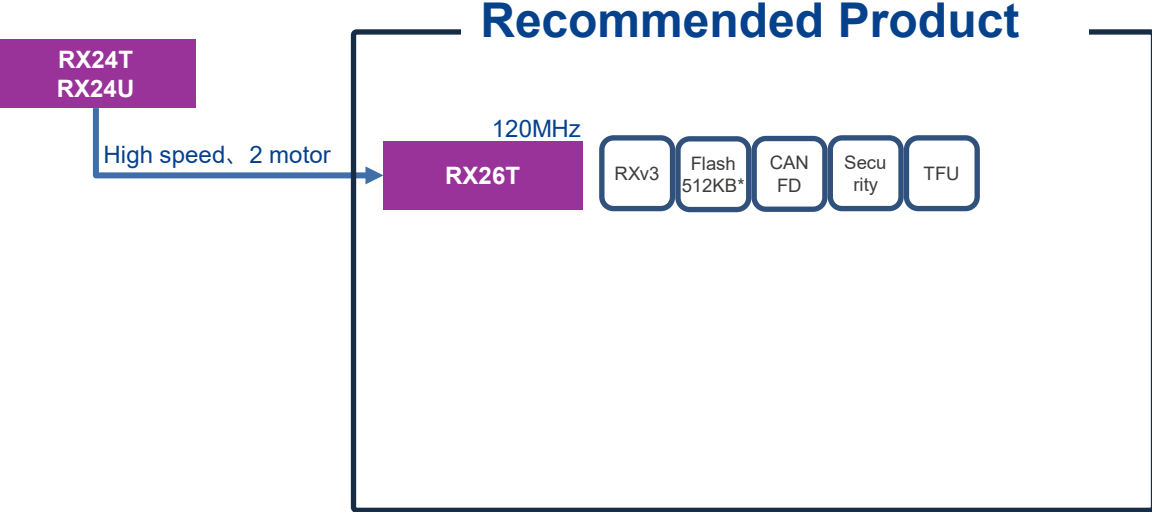 Recommended Product
RX24T
RX24U
High speed、2 motor
120MHz
RX26T
RXv3
Flash
512KB*
CAN
FD
Secu
rity
TFU